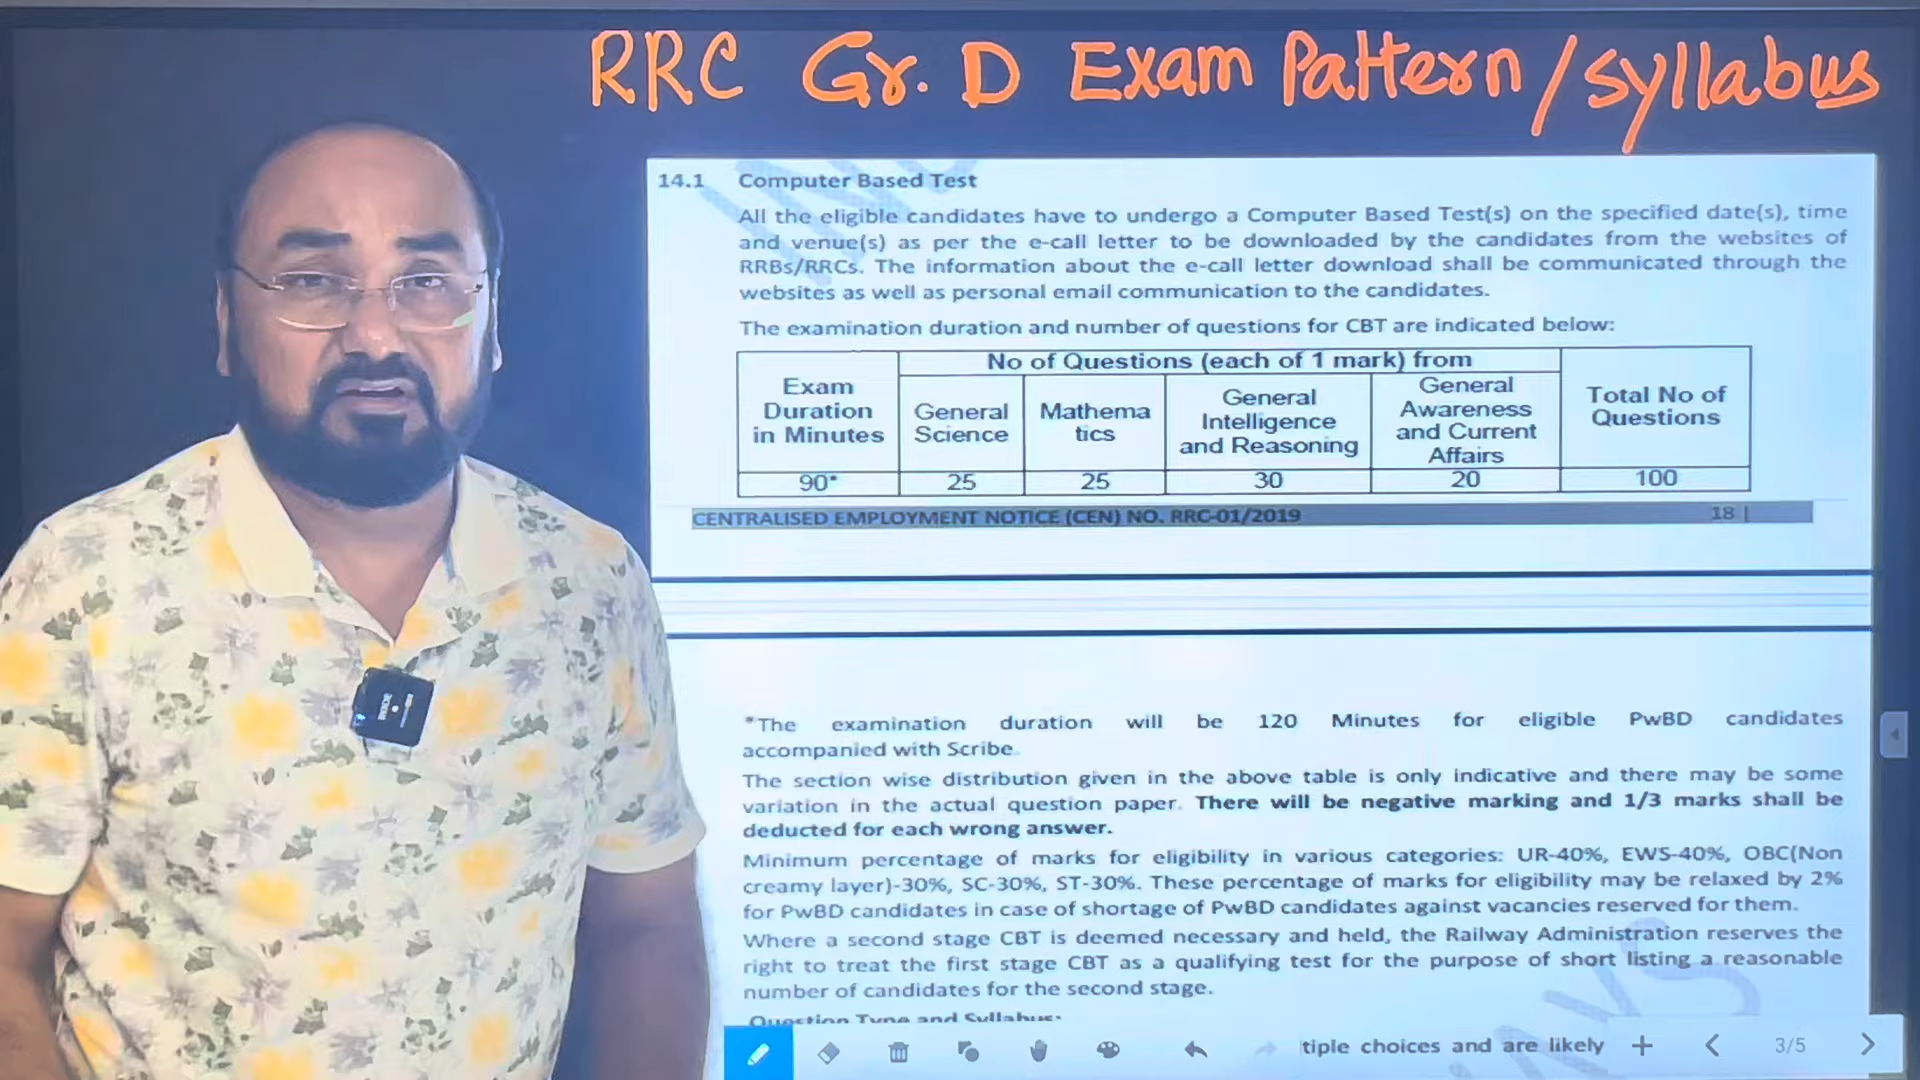 RRC Gr. D Exam Pattern/syllabus
14.1 Computer Based Test
All the eligible candidates have to undergo a Computer Based Test(s) on the specified date(s), time
and venue(s) as per the e-call letter to be downloaded by the candidates from the websites of
RRBs/RRCs. The information about the e-call letter download shall be communicated through the
websites as well as personal email communication to the candidates.
The examination duration and number of questions for CBT are indicated below:
Exam
Duration
in Minutes
No of Questions (each of 1 mark) from
General
Science
Mathema
tics
General
Intelligence
and Reasoning
General
Awareness
and Current
Affairs
Total No of
Questions
90* 25 25 30 20 100
CENTRALISED EMPLOYMENT NOTICE (CEN) NO. RRC-01/2019 18 |
*The examination duration will be 120 Minutes for eligible PwBD candidates
accompanied with Scribe.
The section wise distribution given in the above table is only indicative and there may be some
variation in the actual question paper. There will be negative marking and 1/3 marks shall be
deducted for each wrong answer.
Minimum percentage of marks for eligibility in various categories: UR-40%, EWS-40%, OBC(Non
creamy layer)-30%, SC-30%, ST-30%. These percentage of marks for eligibility may be relaxed by 2%
for PwBD candidates in case of shortage of PwBD candidates against vacancies reserved for them.
Where a second stage CBT is deemed necessary and held, the Railway Administration reserves the
right to treat the first stage CBT as a qualifying test for the purpose of short listing a reasonable
number of candidates for the second stage.
Question Type and Syllabus:
tiple choices and are likely
3/5